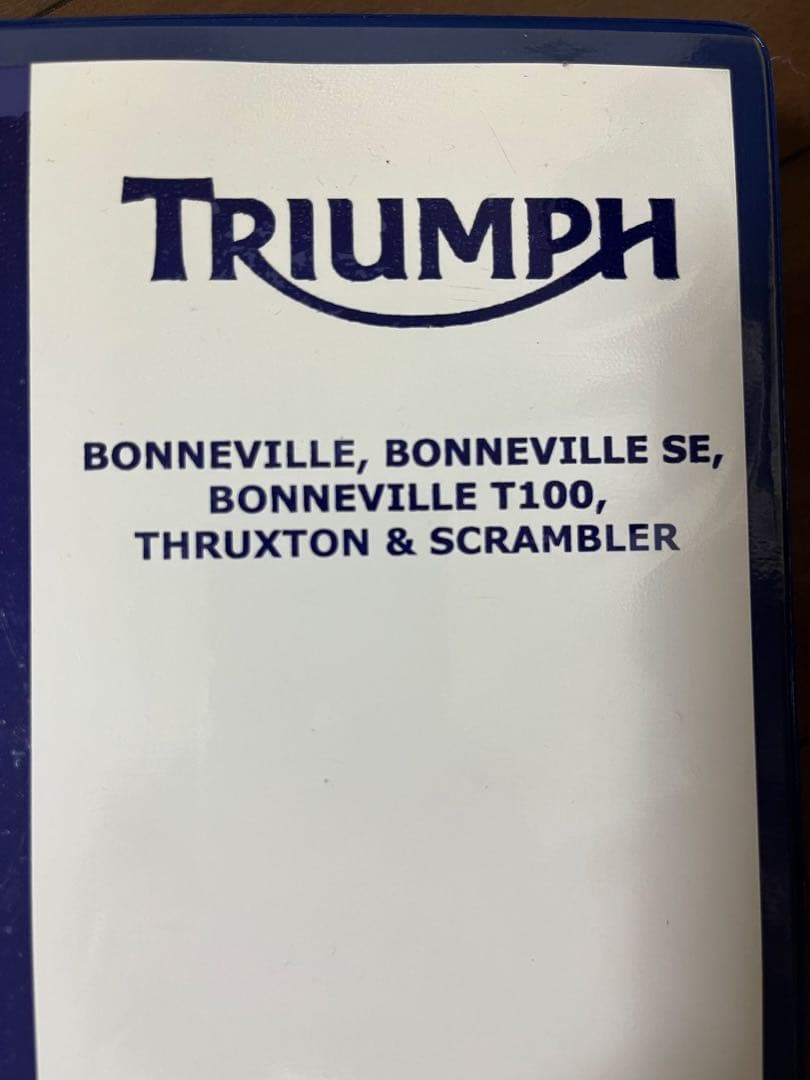 TRIUMPH
BONNEVILLE, BONNEVILLE SE,
BONNEVILLE T100,
THRUXTON & SCRAMBLER